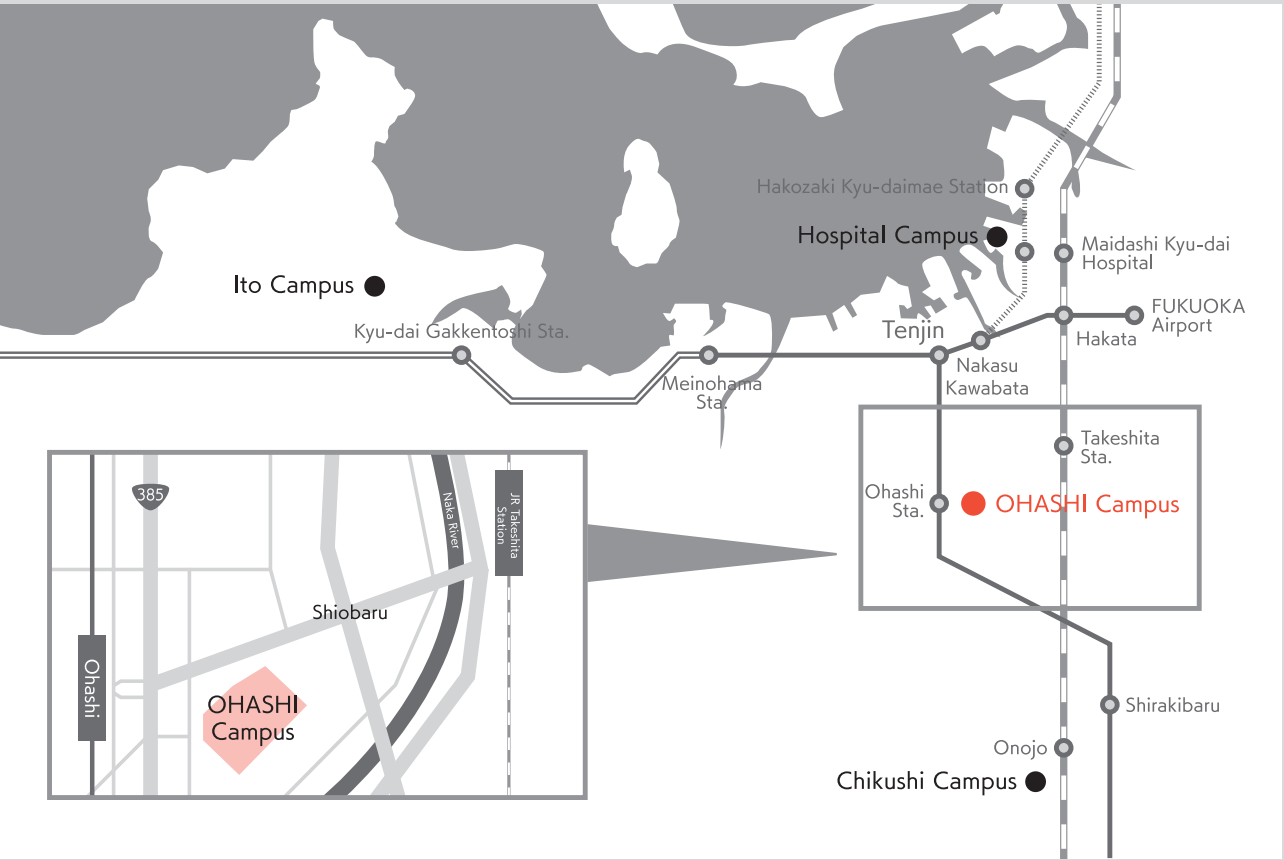 Hakozaki Kyu-daimae Station
Hospital Campus
Maidashi Kyu-dai
Hospital
Ito Campus
FUKUOKA
Airport
Kyu-dai Gakkentoshi Sta.
Tenjin
Hakata
Nakasu
Kawabata
Meinohama
Sta.
Takeshita
Sta.
Ohashi
Sta.
OHASHI Campus
385
Naka River
JR Takeshita
Station
Shiobaru
Ohashi
OHASHI
Campus
Shirakibaru
Onojo
Chikushi Campus